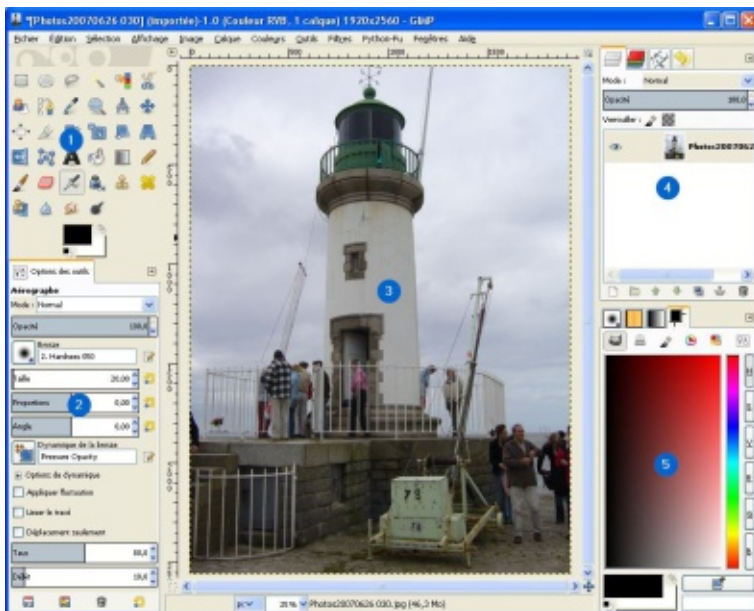 *[Photos20070626 030] (importée)-1.0 (Couleur RVB, 1 calque) 1920x2560 – GIMP
Fichier Édition Sélection Affichage Image Calque Couleurs Outils Filtres Python-Fu Fenêtres Aide
Mode : Normal
Opacité 100,0
Verrouiller :
Photos2007062
1
2
3
4
5
Options des outils
Aérographe
Mode : Normal
Opacité 100,0
Brosse
2. Hardness 050
Taille 20,00
Proportions 0,00
Angle 0,00
Dynamique de la brosse
Pressure Opacity
Options de dynamique
Appliquer fluctuation
Lisser le tracé
Déplacement seulement
Taux 80,0
Débit 10,0
px 25 % Photos20070626 030.jpg (46,3 Mo)